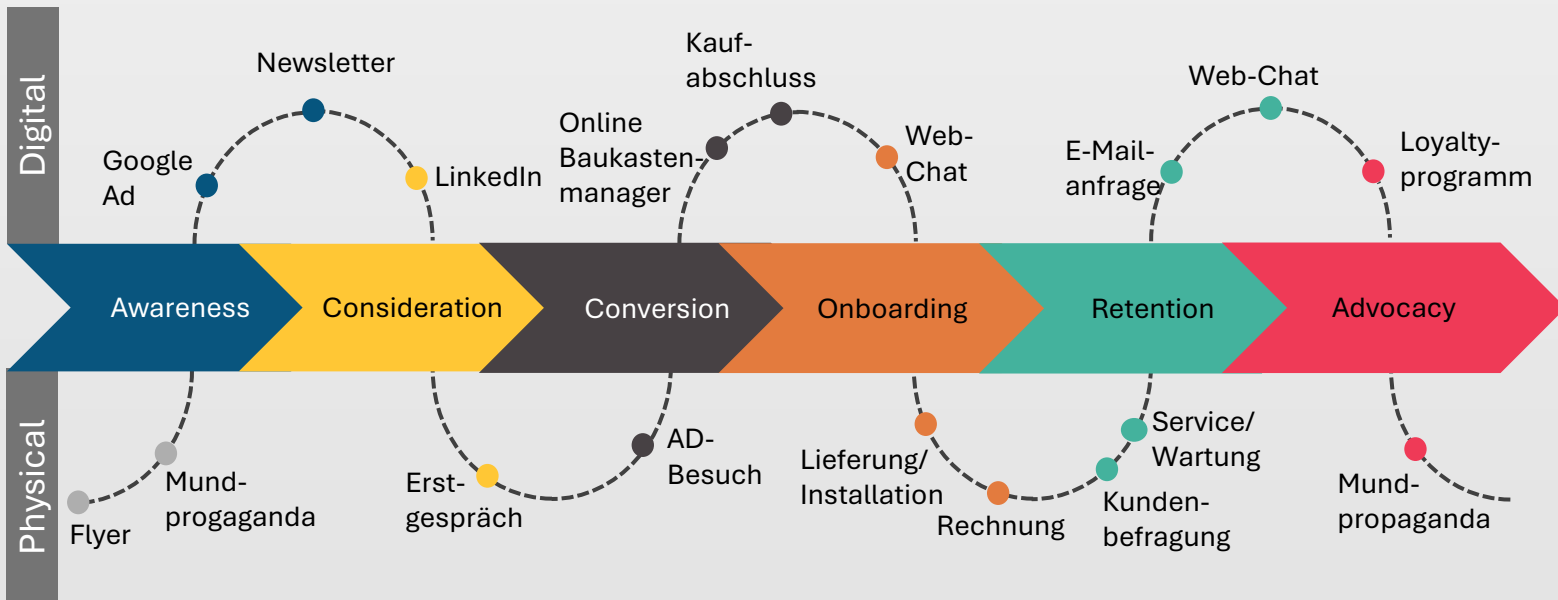 Digital
Newsletter
Google
Ad
LinkedIn
Kauf-
abschluss
Online
Baukasten-
manager
Web-
Chat
Web-Chat
E-Mail-
anfrage
Loyalty-
programm
Awareness
Consideration
Conversion
Onboarding
Retention
Advocacy
Physical
Flyer
Mund-
progaganda
Erst-
gespräch
AD-
Besuch
Lieferung/
Installation
Rechnung
Service/
Wartung
Kunden-
befragung
Mund-
propaganda